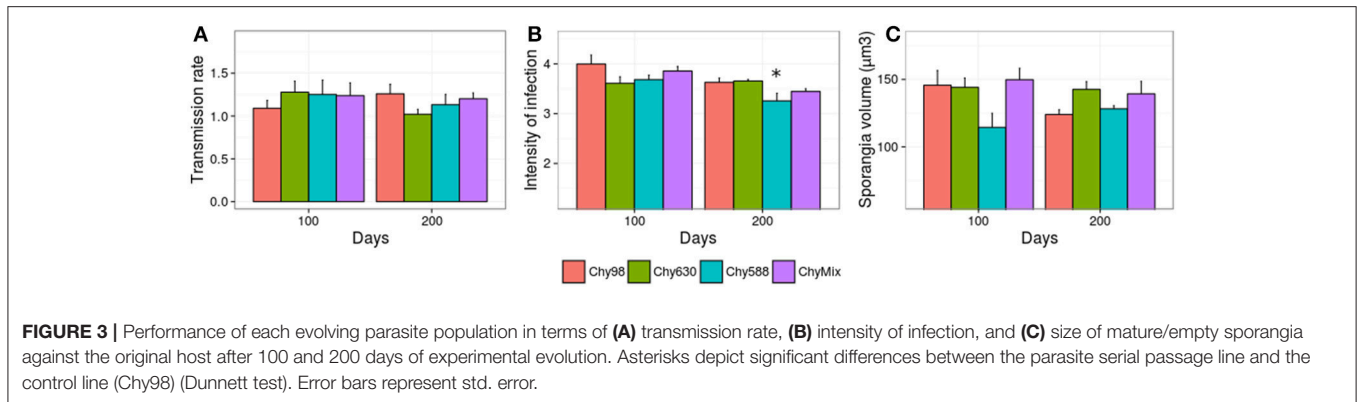 A
Transmission rate
1.5
1.0
0.5
0.0
100
200
Days
B
Intensity of infection
4
3
2
*
100
200
Days
C
Sporangia volume (µm3)
150
100
100
200
Days
Chy98 Chy630 Chy588 ChyMix
FIGURE 3 | Performance of each evolving parasite population in terms of (A) transmission rate, (B) intensity of infection, and (C) size of mature/empty sporangia
against the original host after 100 and 200 days of experimental evolution. Asterisks depict significant differences between the parasite serial passage line and the
control line (Chy98) (Dunnett test). Error bars represent std. error.